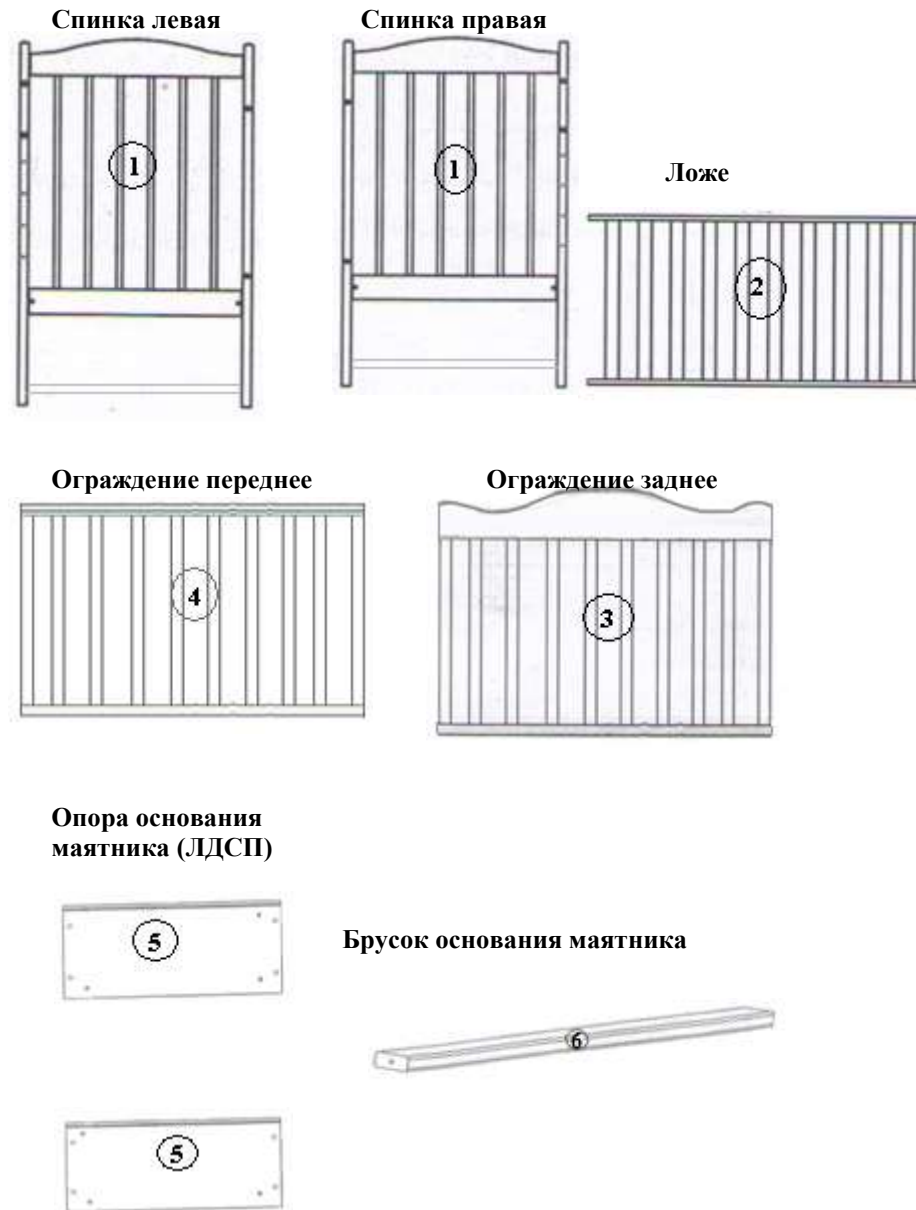 Спинка левая
Спинка правая
1
1
Ложе
2
Ограждение переднее
Ограждение заднее
4
3
Опора основания
маятника (ЛДСП)
5
Брусок основания маятника
6
5